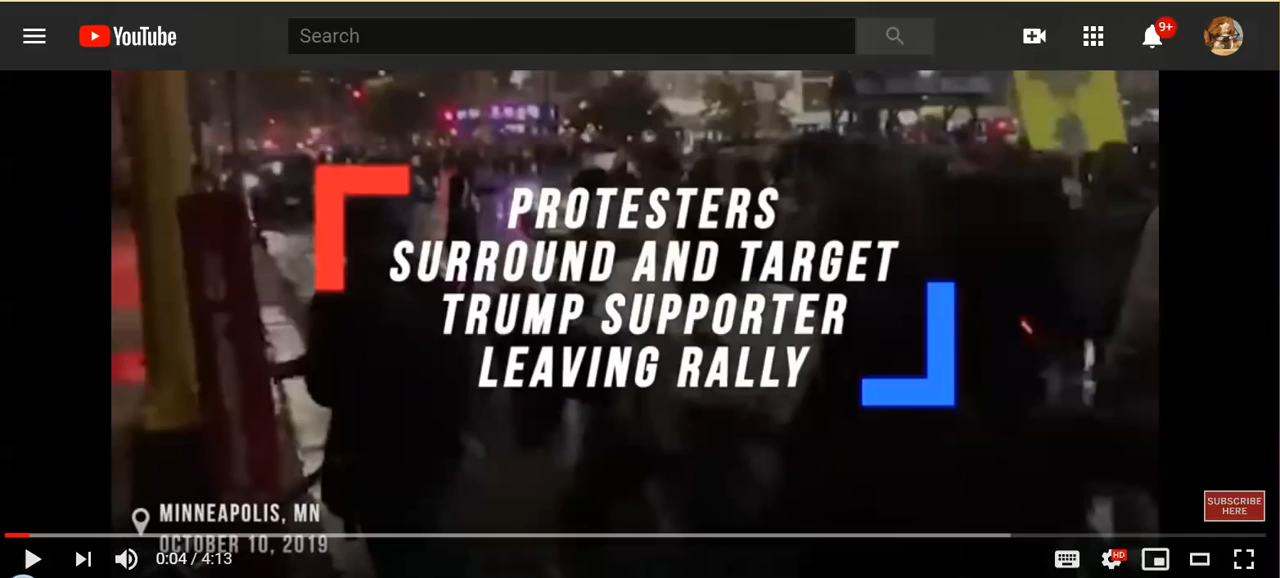 YouTube
Search
9+
PROTESTERS
SURROUND AND TARGET
TRUMP SUPPORTER
LEAVING RALLY
MINNEAPOLIS, MN
OCTOBER 10, 2019
SUBSCRIBE
HERE
0:04 / 4:13
HD